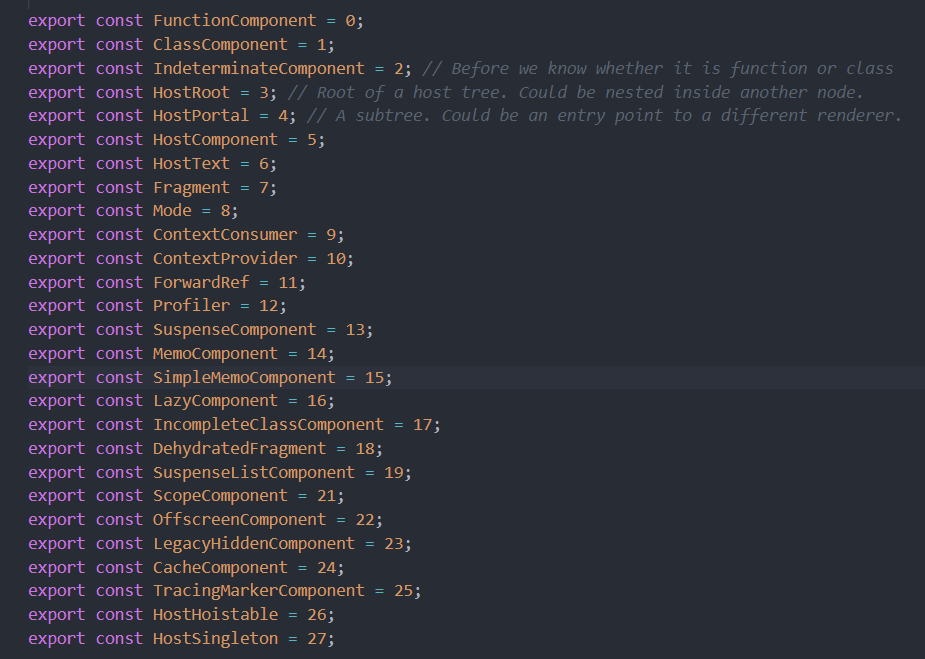 export const FunctionComponent = 0;
export const ClassComponent = 1;
export const IndeterminateComponent = 2; // Before we know whether it is function or class
export const HostRoot = 3; // Root of a host tree. Could be nested inside another node.
export const HostPortal = 4; // A subtree. Could be an entry point to a different renderer.
export const HostComponent = 5;
export const HostText = 6;
export const Fragment = 7;
export const Mode = 8;
export const ContextConsumer = 9;
export const ContextProvider = 10;
export const ForwardRef = 11;
export const Profiler = 12;
export const SuspenseComponent = 13;
export const MemoComponent = 14;
export const SimpleMemoComponent = 15;
export const LazyComponent = 16;
export const IncompleteClassComponent = 17;
export const DehydratedFragment = 18;
export const SuspenseListComponent = 19;
export const ScopeComponent = 21;
export const OffscreenComponent = 22;
export const LegacyHiddenComponent = 23;
export const CacheComponent = 24;
export const TracingMarkerComponent = 25;
export const HostHoistable = 26;
export const HostSingleton = 27;